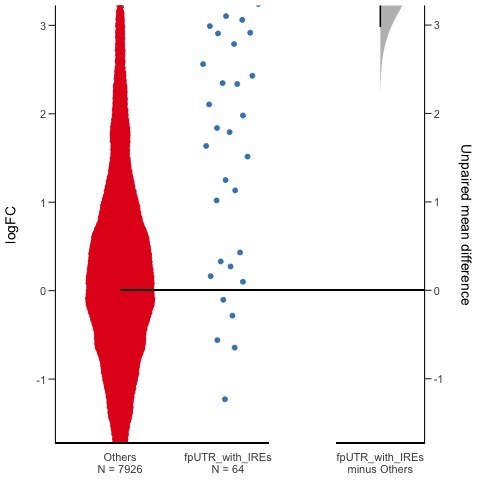 3
2
1
0
-1
logFC
3
2
1
0
-1
Unpaired mean difference
Others
N = 7926
fpUTR_with_IREs
N = 64
fpUTR_with_IREs
minus Others